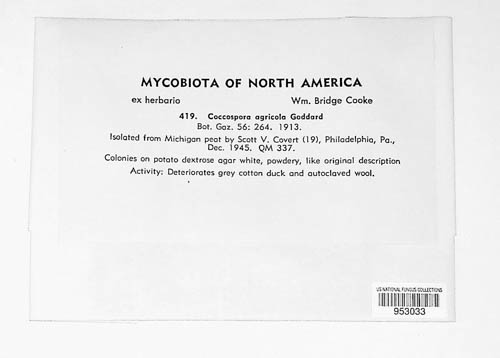 MYCOBIOTA OF NORTH AMERICA
ex herbario Wm. Bridge Cooke
419. Coccospora agricola Goddard
Bot. Gaz. 56: 264. 1913.
Isolated from Michigan peat by Scott V. Covert (19), Philadelphia, Pa.,
Dec. 1945. QM 337.
Colonies on potato dextrose agar white, powdery, like original description
Activity: Deteriorates grey cotton duck and autoclaved wool.
US NATIONAL FUNGUS COLLECTIONS
953033